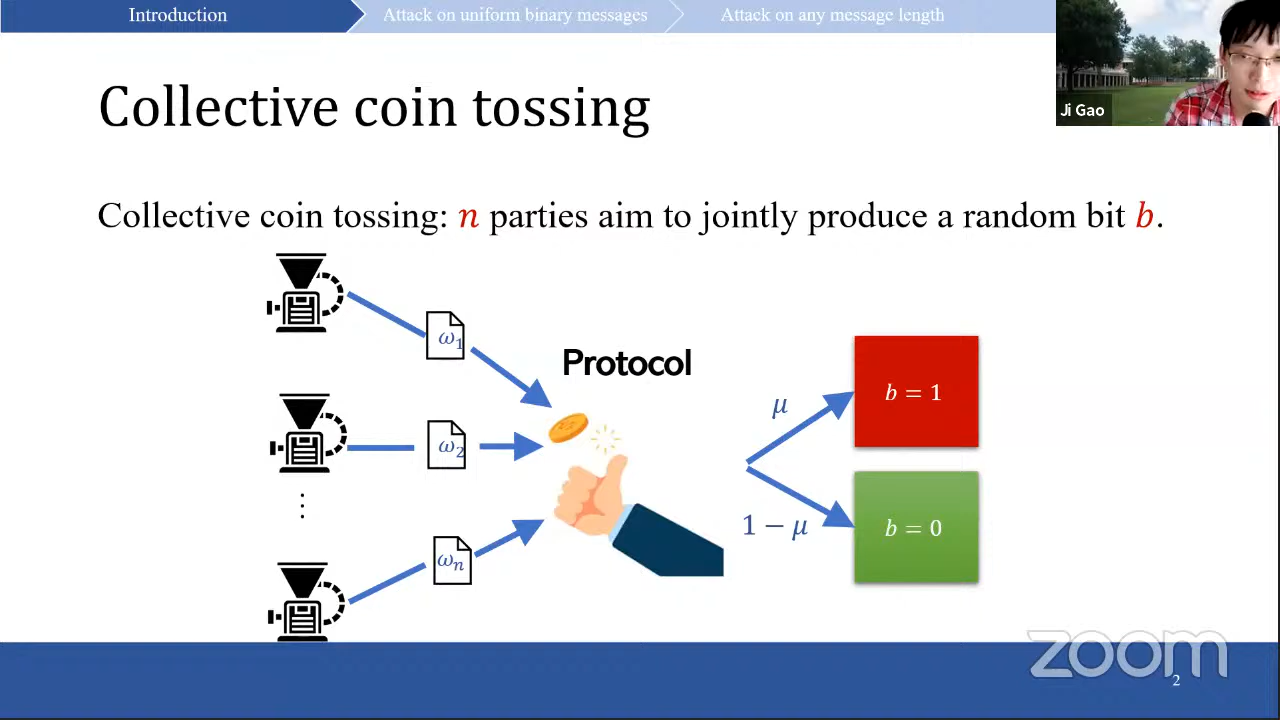 Introduction
Attack on uniform binary messages
Attack on any message length
Ji Gao
Collective coin tossing
Collective coin tossing: n parties aim to jointly produce a random bit b.
ω₁
Protocol
b = 1
μ
ω₂
⋮
1 − μ
b = 0
ωₙ
zoom
2